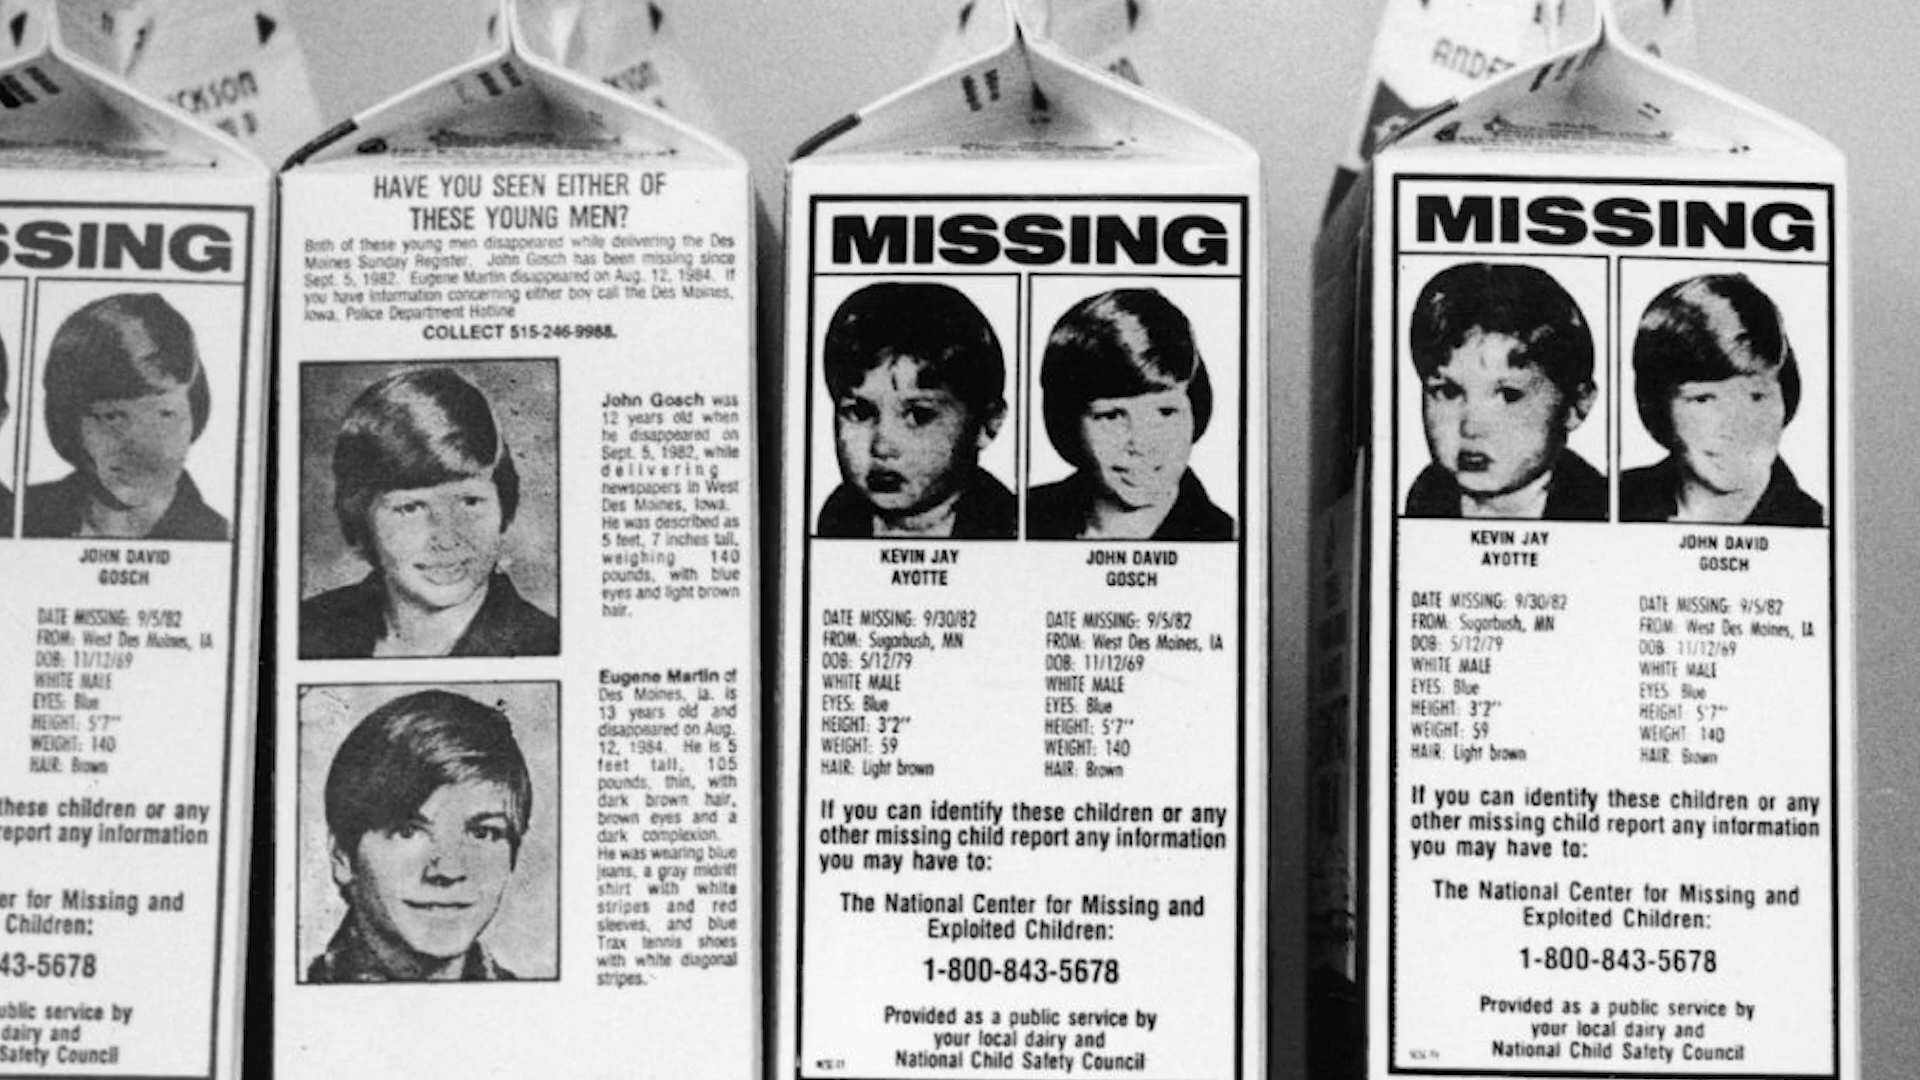 CKSON
SSING
JOHN DAVID
GOSCH
DATE MISSING: 9/5/82
FROM: West Des Moines, IA
DOB: 11/12/69
WHITE MALE
EYES: Blue
HEIGHT: 5'7"
WEIGHT: 140
HAIR: Brown
these children or any
report any information
er for Missing and
Children:
43-5678
ublic service by
dairy and
Safety Council
HAVE YOU SEEN EITHER OF
THESE YOUNG MEN?
Both of these young men disappeared while delivering the Des
Moines Sunday Register. John Gosch has been missing since
Sept. 5, 1982. Eugene Martin disappeared on Aug. 12, 1984. If
you have information concerning either boy call the Des Moines,
Iowa, Police Department Hotline
COLLECT 515-246-9988.
John Gosch was
12 years old when
he disappeared on
Sept. 5, 1982, while
delivering
newspapers in West
Des Moines, Iowa.
He was described as
5 feet, 7 inches tall,
weighing 140
pounds, with blue
eyes and light brown
hair.
Eugene Martin of
Des Moines, Ia. is
13 years old and
disappeared on Aug.
12, 1984. He is 5
feet tall, 105
pounds, thin, with
dark brown hair,
brown eyes and a
dark complexion.
He was wearing blue
jeans, a gray midriff
shirt with white
stripes and red
sleeves, and blue
Trax tennis shoes
with white diagonal
stripes.
MISSING
KEVIN JAY
AYOTTE
DATE MISSING: 9/30/82
FROM: Sugarbush, MN
DOB: 5/12/79
WHITE MALE
EYES: Blue
HEIGHT: 3'2"
WEIGHT: 59
HAIR: Light brown
JOHN DAVID
GOSCH
DATE MISSING: 9/5/82
FROM: West Des Moines, IA
DOB: 11/12/69
WHITE MALE
EYES: Blue
HEIGHT: 5'7"
WEIGHT: 140
HAIR: Brown
If you can identify these children or any
other missing child report any information
you may have to:
The National Center for Missing and
Exploited Children:
1-800-843-5678
Provided as a public service by
your local dairy and
National Child Safety Council
ANDE
MISSING
KEVIN JAY
AYOTTE
DATE MISSING: 9/30/82
FROM: Sugarbush, MN
DOB: 5/12/79
WHITE MALE
EYES: Blue
HEIGHT: 3'2"
WEIGHT: 59
HAIR: Light brown
JOHN DAVID
GOSCH
DATE MISSING: 9/5/82
FROM: West Des Moines, IA
DOB: 11/12/69
WHITE MALE
EYES: Blue
HEIGHT: 5'7"
WEIGHT: 140
HAIR: Brown
If you can identify these children or any
other missing child report any information
you may have to:
The National Center for Missing and
Exploited Children:
1-800-843-5678
Provided as a public service by
your local dairy and
National Child Safety Council